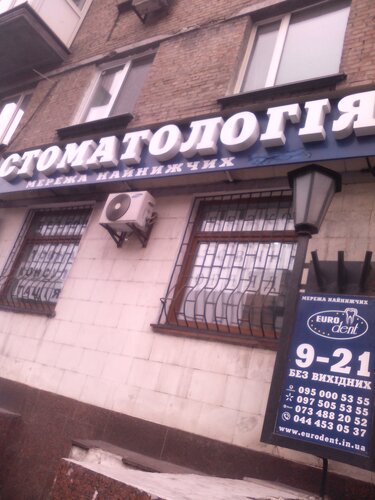 СТОМАТОЛОГІЯ
МЕРЕЖА НАЙНИЖЧИХ
МЕРЕЖА НАЙНИЖЧИХ
EURO
dent
9-21
БЕЗ ВИХІДНИХ
095 000 53 55
097 505 53 55
073 488 20 52
044 453 05 37
www.eurodent.in.ua